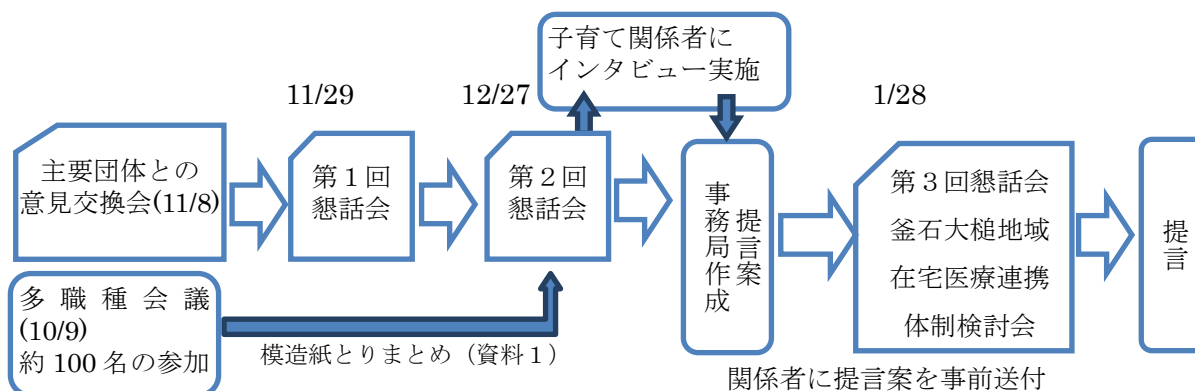 子育て関係者に
インタビュー実施
11/29
12/27
1/28
主要団体との
意見交換会(11/8)
第１回
懇話会
第２回
懇話会
提言案
事務局作成
第３回懇話会
釜石大槌地域
在宅医療連携
体制検討会
提言
多職種会議
(10/9)
約 100 名の参加
模造紙とりまとめ（資料１）
関係者に提言案を事前送付